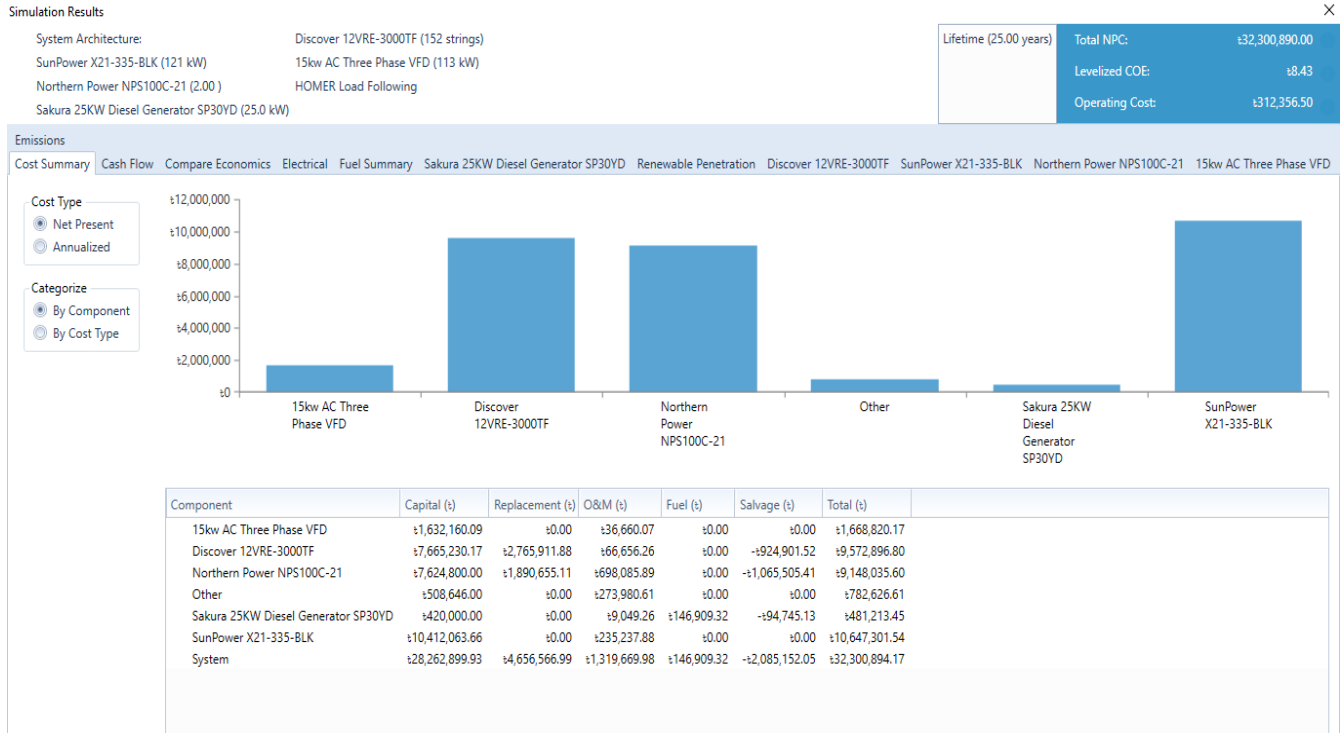 Simulation Results
System Architecture:
SunPower X21-335-BLK (121 kW)
Northern Power NPS100C-21 (2.00 )
Sakura 25KW Diesel Generator SP30YD (25.0 kW)
Discover 12VRE-3000TF (152 strings)
15kw AC Three Phase VFD (113 kW)
HOMER Load Following
Lifetime (25.00 years)
Total NPC: ৳32,300,890.00
Levelized COE: ৳8.43
Operating Cost: ৳312,356.50
Emissions
Cost Summary Cash Flow Compare Economics Electrical Fuel Summary Sakura 25KW Diesel Generator SP30YD Renewable Penetration Discover 12VRE-3000TF SunPower X21-335-BLK Northern Power NPS100C-21 15kw AC Three Phase VFD
Cost Type
Net Present
Annualized
Categorize
By Component
By Cost Type
৳12,000,000
৳10,000,000
৳8,000,000
৳6,000,000
৳4,000,000
৳2,000,000
৳0
15kw AC Three
Phase VFD
Discover
12VRE-3000TF
Northern
Power
NPS100C-21
Other
Sakura 25KW
Diesel
Generator
SP30YD
SunPower
X21-335-BLK
Component Capital (৳) Replacement (৳) O&M (৳) Fuel (৳) Salvage (৳) Total (৳)
15kw AC Three Phase VFD ৳1,632,160.09 ৳0.00 ৳36,660.07 ৳0.00 ৳0.00 ৳1,668,820.17
Discover 12VRE-3000TF ৳7,665,230.17 ৳2,765,911.88 ৳66,656.26 ৳0.00 -৳924,901.52 ৳9,572,896.80
Northern Power NPS100C-21 ৳7,624,800.00 ৳1,890,655.11 ৳698,085.89 ৳0.00 -৳1,065,505.41 ৳9,148,035.60
Other ৳508,646.00 ৳0.00 ৳273,980.61 ৳0.00 ৳0.00 ৳782,626.61
Sakura 25KW Diesel Generator SP30YD ৳420,000.00 ৳0.00 ৳9,049.26 ৳146,909.32 -৳94,745.13 ৳481,213.45
SunPower X21-335-BLK ৳10,412,063.66 ৳0.00 ৳235,237.88 ৳0.00 ৳0.00 ৳10,647,301.54
System ৳28,262,899.93 ৳4,656,566.99 ৳1,319,669.98 ৳146,909.32 -৳2,085,152.05 ৳32,300,894.17